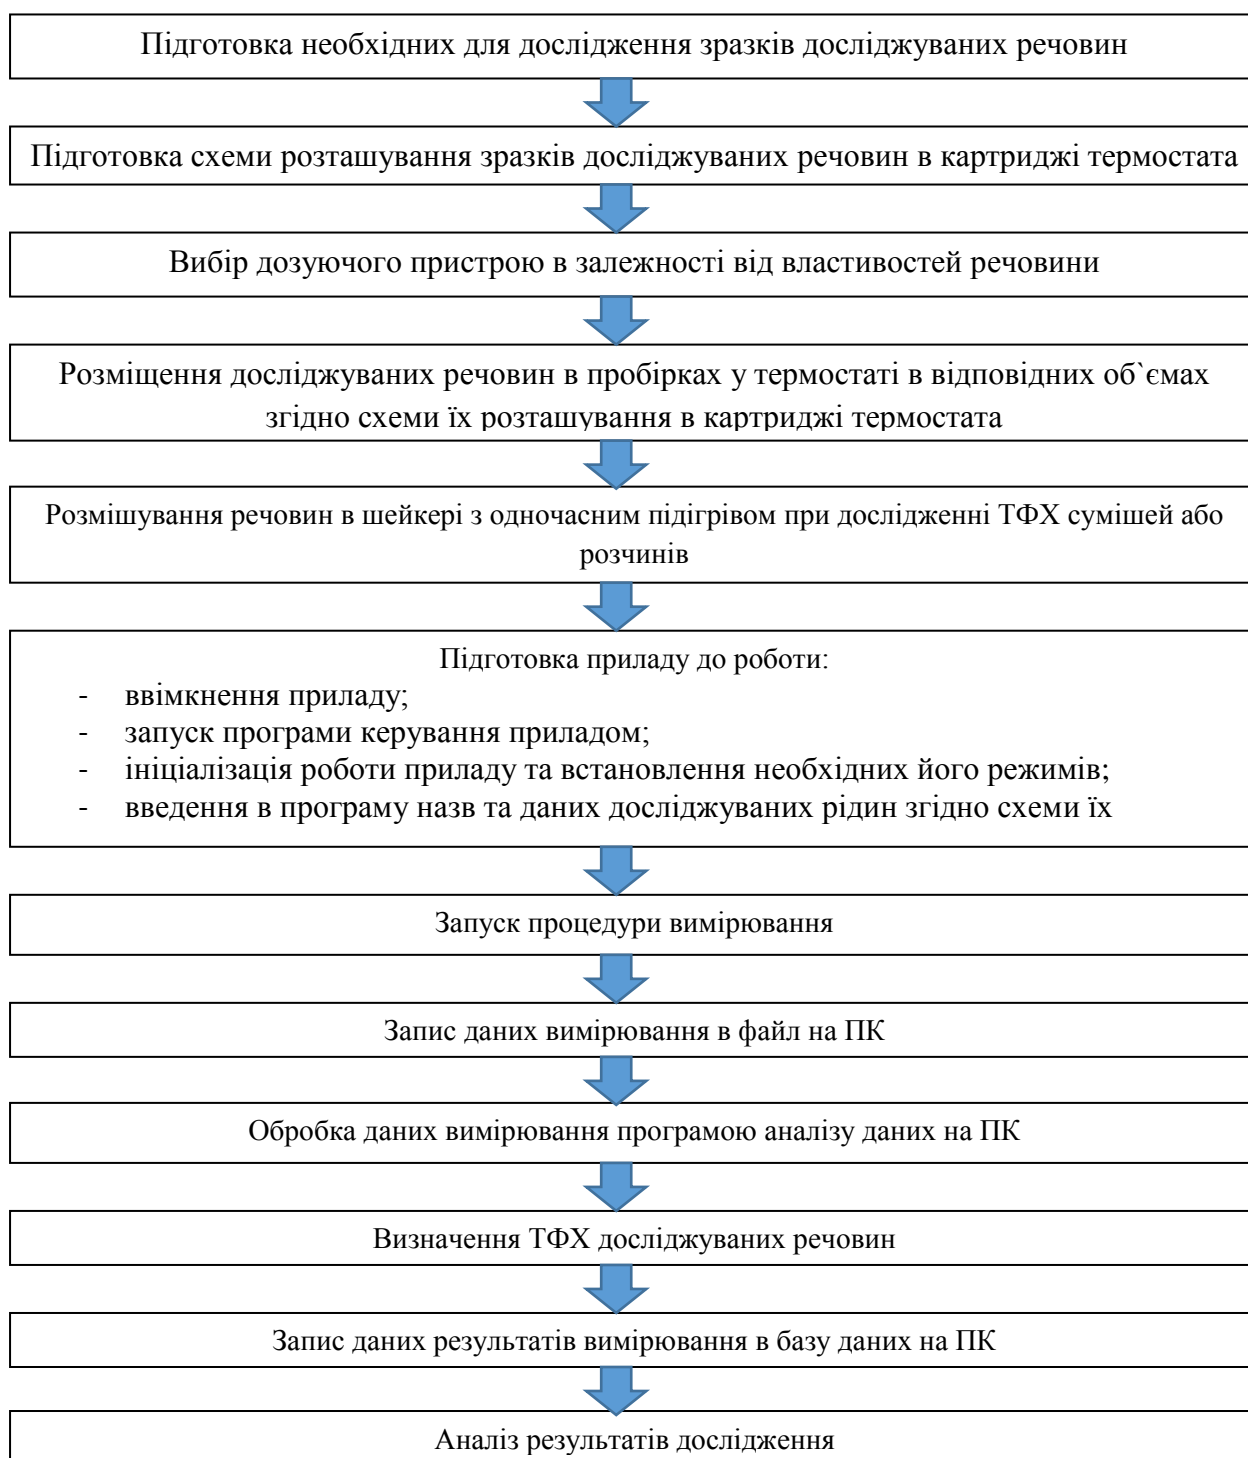 Підготовка необхідних для дослідження зразків досліджуваних речовин
Підготовка схеми розташування зразків досліджуваних речовин в картриджі термостата
Вибір дозуючого пристрою в залежності від властивостей речовини
Розміщення досліджуваних речовин в пробірках у термостаті в відповідних об`ємах
згідно схеми їх розташування в картриджі термостата
Розмішування речовин в шейкері з одночасним підігрівом при дослідженні ТФХ сумішей або
розчинів
Підготовка приладу до роботи:
- ввімкнення приладу;
- запуск програми керування приладом;
- ініціалізація роботи приладу та встановлення необхідних його режимів;
- введення в програму назв та даних досліджуваних рідин згідно схеми їх
Запуск процедури вимірювання
Запис даних вимірювання в файл на ПК
Обробка даних вимірювання програмою аналізу даних на ПК
Визначення ТФХ досліджуваних речовин
Запис даних результатів вимірювання в базу даних на ПК
Аналіз результатів дослідження